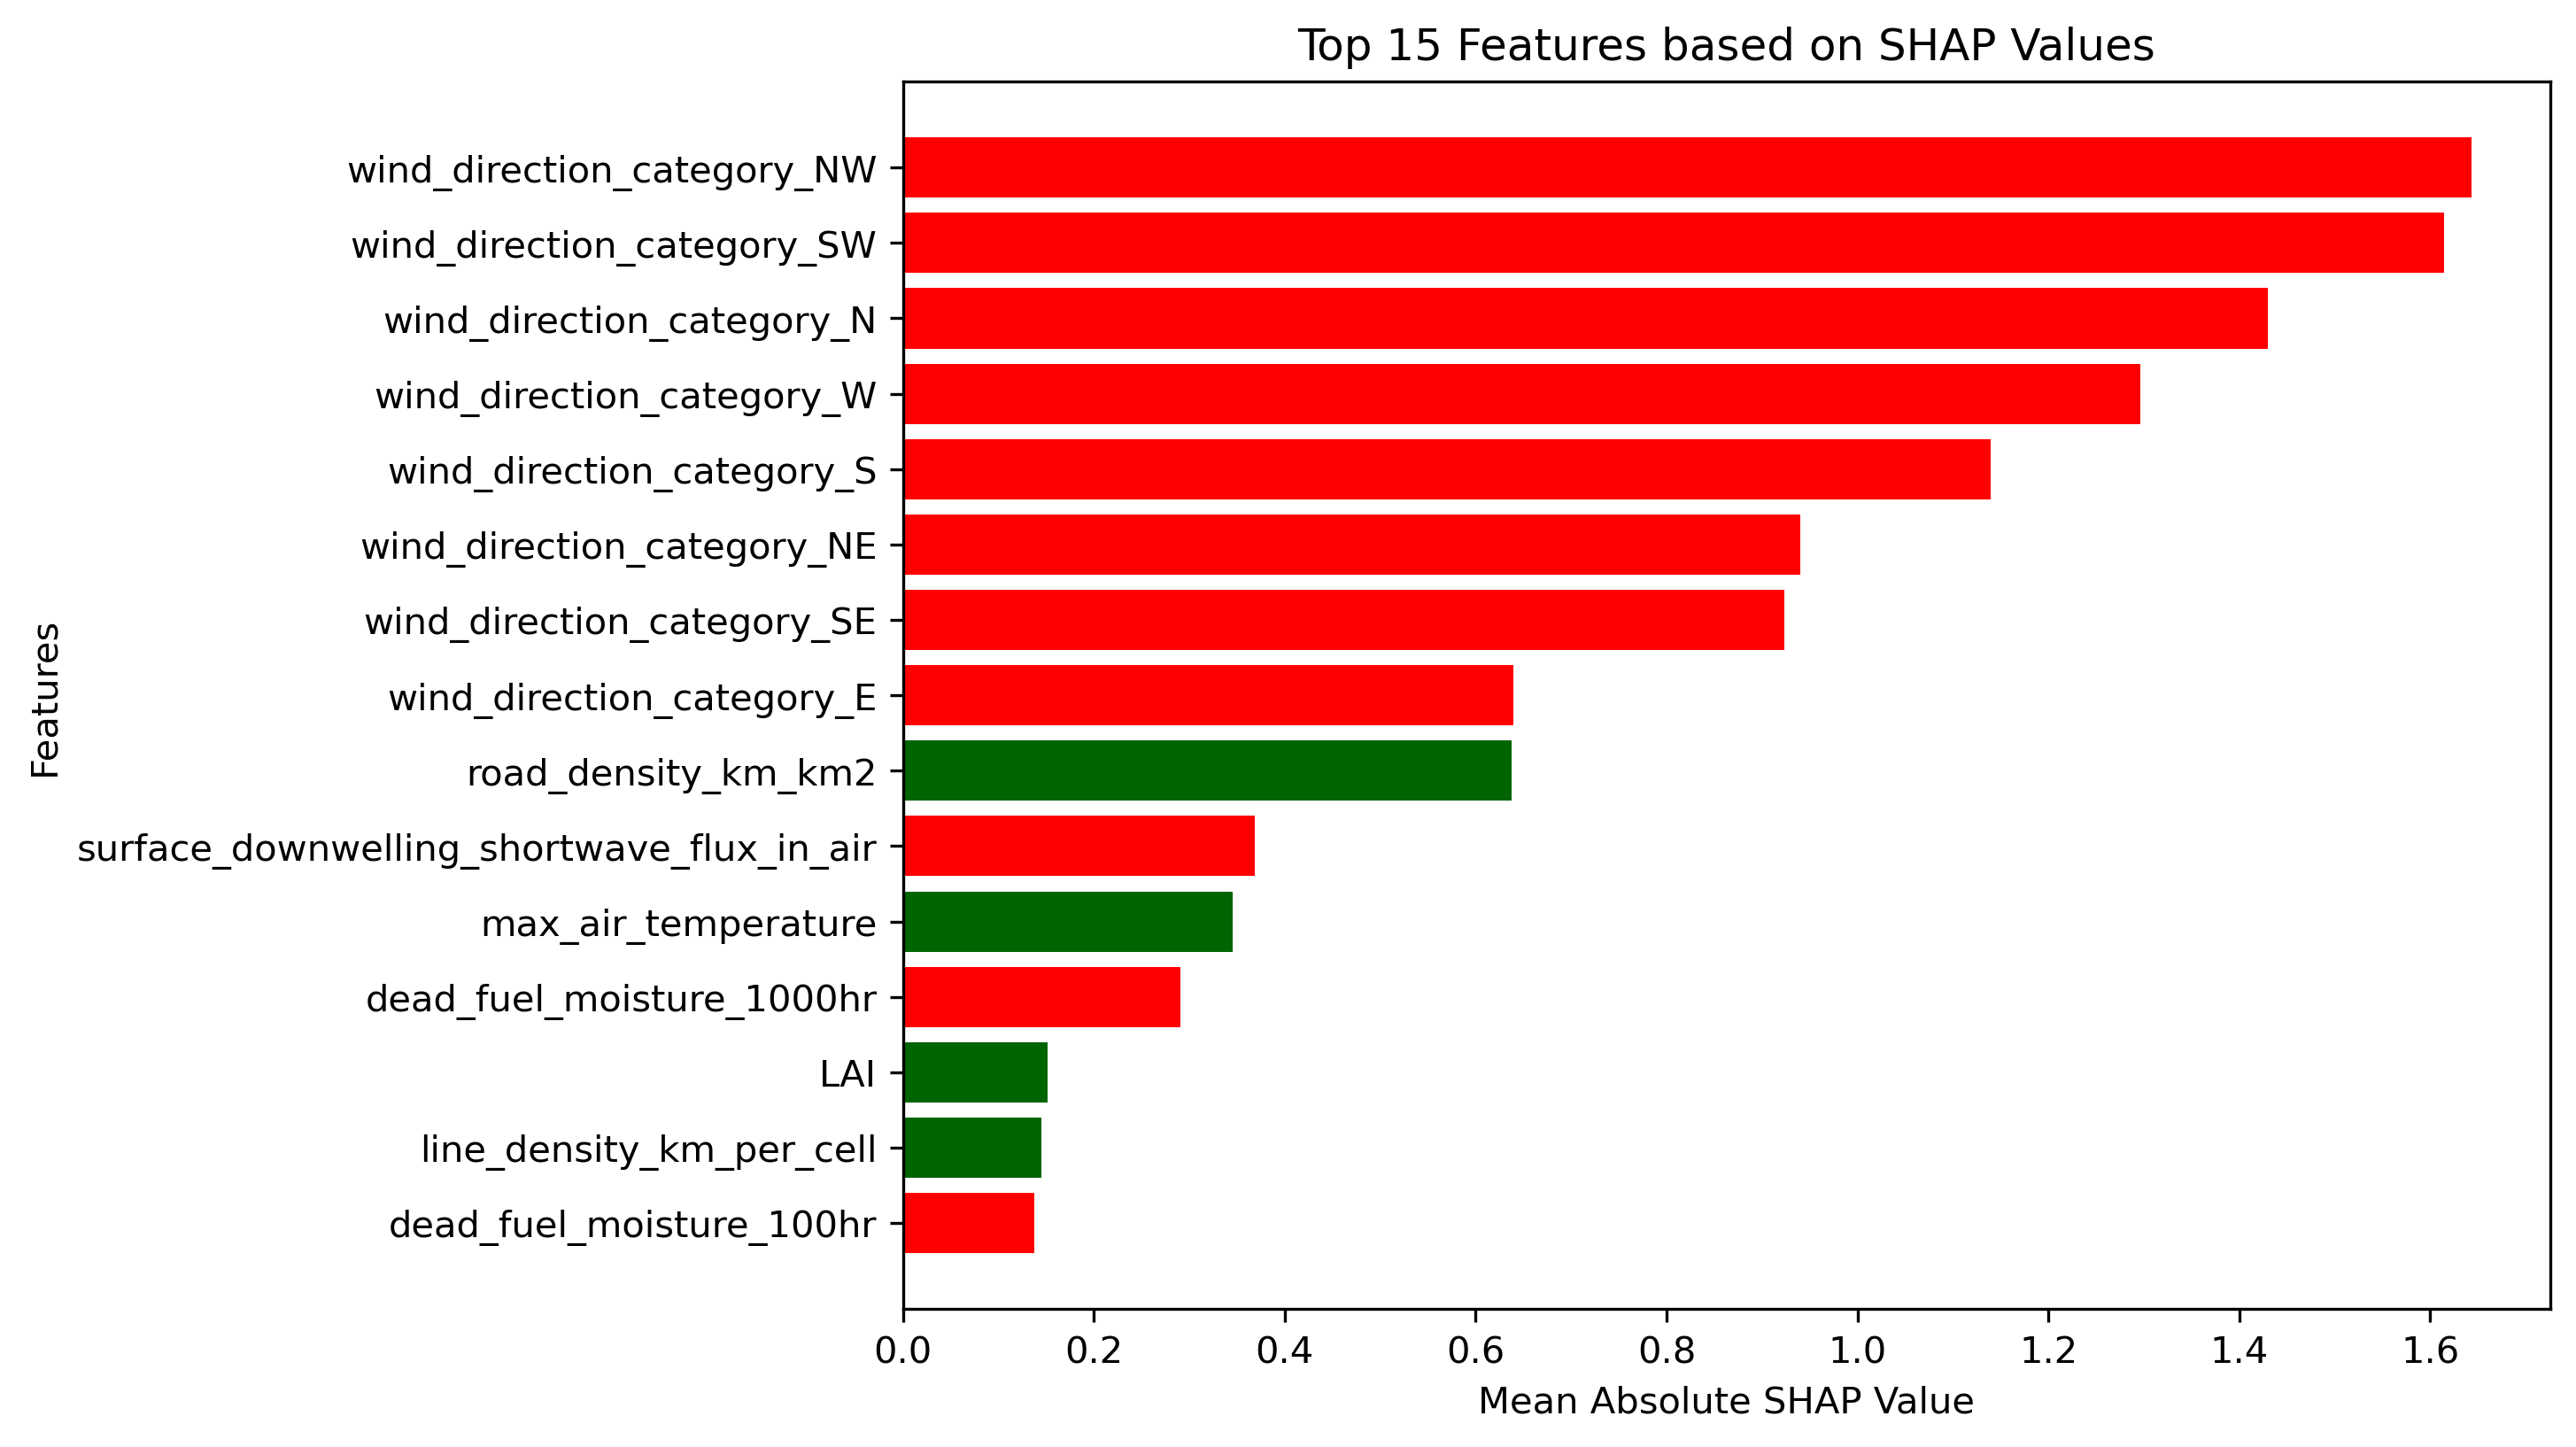 Top 15 Features based on SHAP Values
Features
wind_direction_category_NW
wind_direction_category_SW
wind_direction_category_N
wind_direction_category_W
wind_direction_category_S
wind_direction_category_NE
wind_direction_category_SE
wind_direction_category_E
road_density_km_km2
surface_downwelling_shortwave_flux_in_air
max_air_temperature
dead_fuel_moisture_1000hr
LAI
line_density_km_per_cell
dead_fuel_moisture_100hr
0.0 0.2 0.4 0.6 0.8 1.0 1.2 1.4 1.6
Mean Absolute SHAP Value